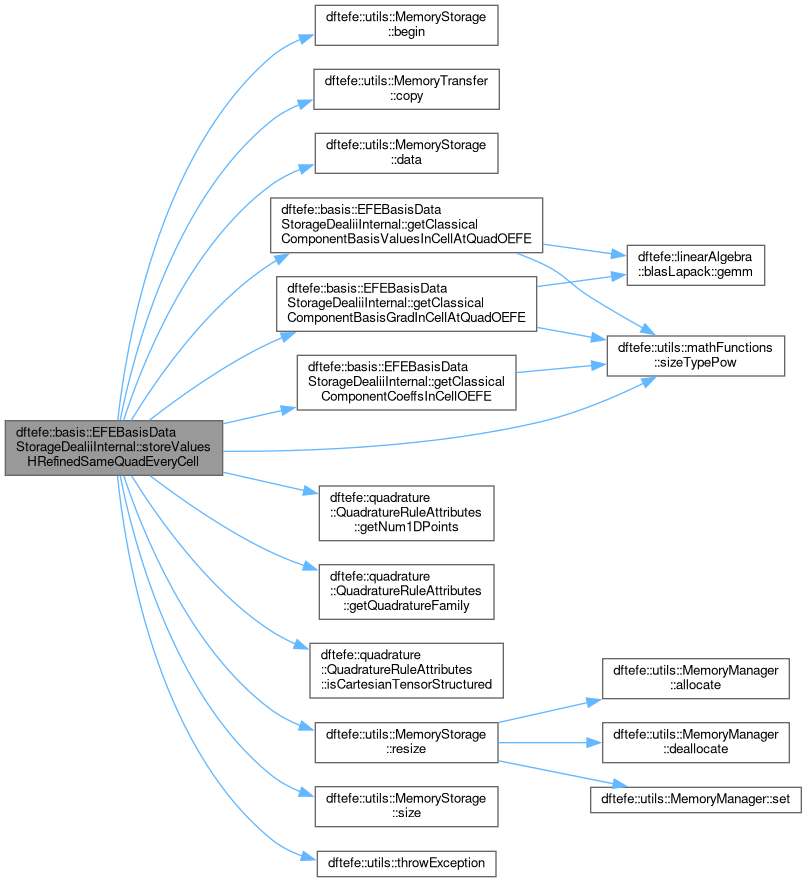 dftefe::utils::MemoryStorage
::begin
dftefe::utils::MemoryTransfer
::copy
dftefe::utils::MemoryStorage
::data
dftefe::basis::EFEBasisData
StorageDealiiInternal::getClassical
ComponentBasisValuesInCellAtQuadOEFE
dftefe::linearAlgebra
::blasLapack::gemm
dftefe::basis::EFEBasisData
StorageDealiiInternal::getClassical
ComponentBasisGradInCellAtQuadOEFE
dftefe::utils::mathFunctions
::sizeTypePow
dftefe::basis::EFEBasisData
StorageDealiiInternal::getClassical
ComponentCoeffsInCellOEFE
dftefe::basis::EFEBasisData
StorageDealiiInternal::storeValues
HRefinedSameQuadEveryCell
dftefe::quadrature
::QuadratureRuleAttributes
::getNum1DPoints
dftefe::quadrature
::QuadratureRuleAttributes
::getQuadratureFamily
dftefe::quadrature
::QuadratureRuleAttributes
::isCartesianTensorStructured
dftefe::utils::MemoryManager
::allocate
dftefe::utils::MemoryStorage
::resize
dftefe::utils::MemoryManager
::deallocate
dftefe::utils::MemoryManager::set
dftefe::utils::MemoryStorage
::size
dftefe::utils::throwException